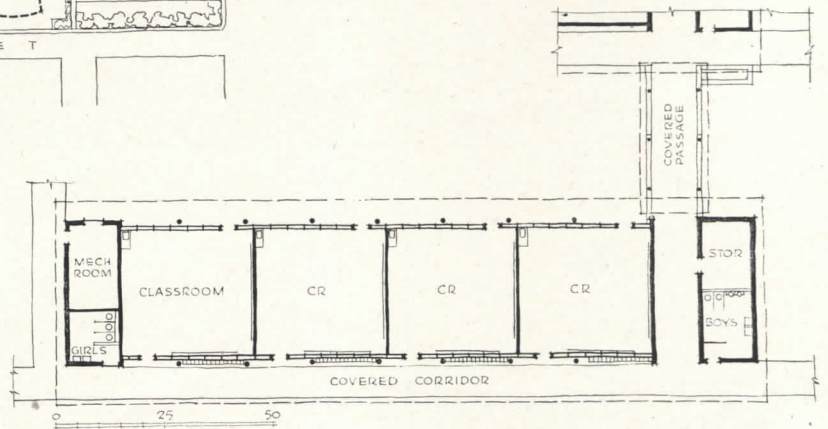 E T
COVERED
PASSAGE
MECH
ROOM
CLASSROOM
CR
CR
CR
STOR
GIRLS
BOYS
COVERED CORRIDOR
0 25 50